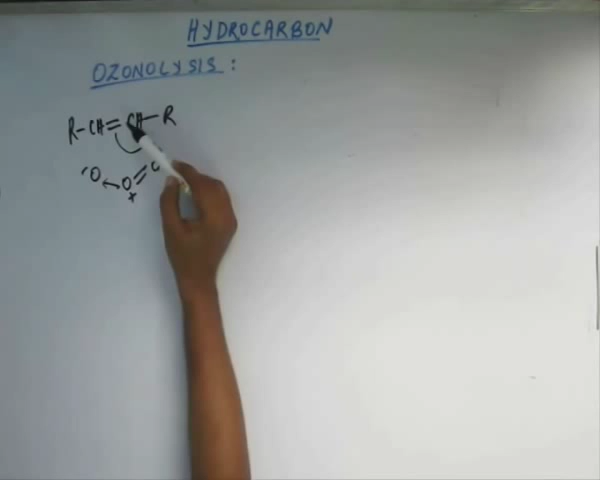 HYDROCARBON
OZONOLYSIS :
R-CH=CH-R
-O O=O
+